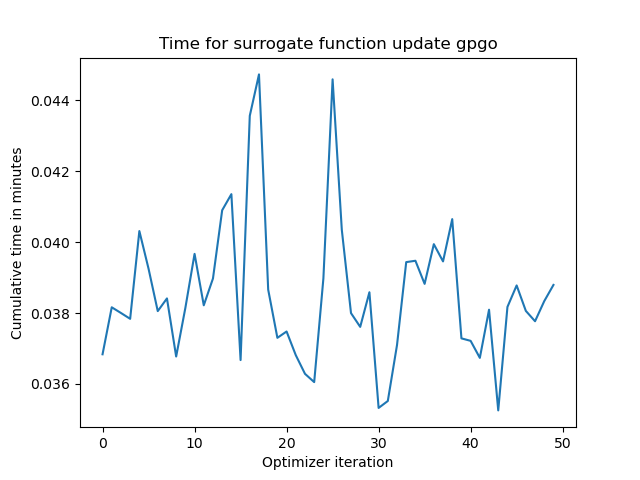 Time for surrogate function update gpgo
Cumulative time in minutes
0.044
0.042
0.040
0.038
0.036
0 10 20 30 40 50
Optimizer iteration